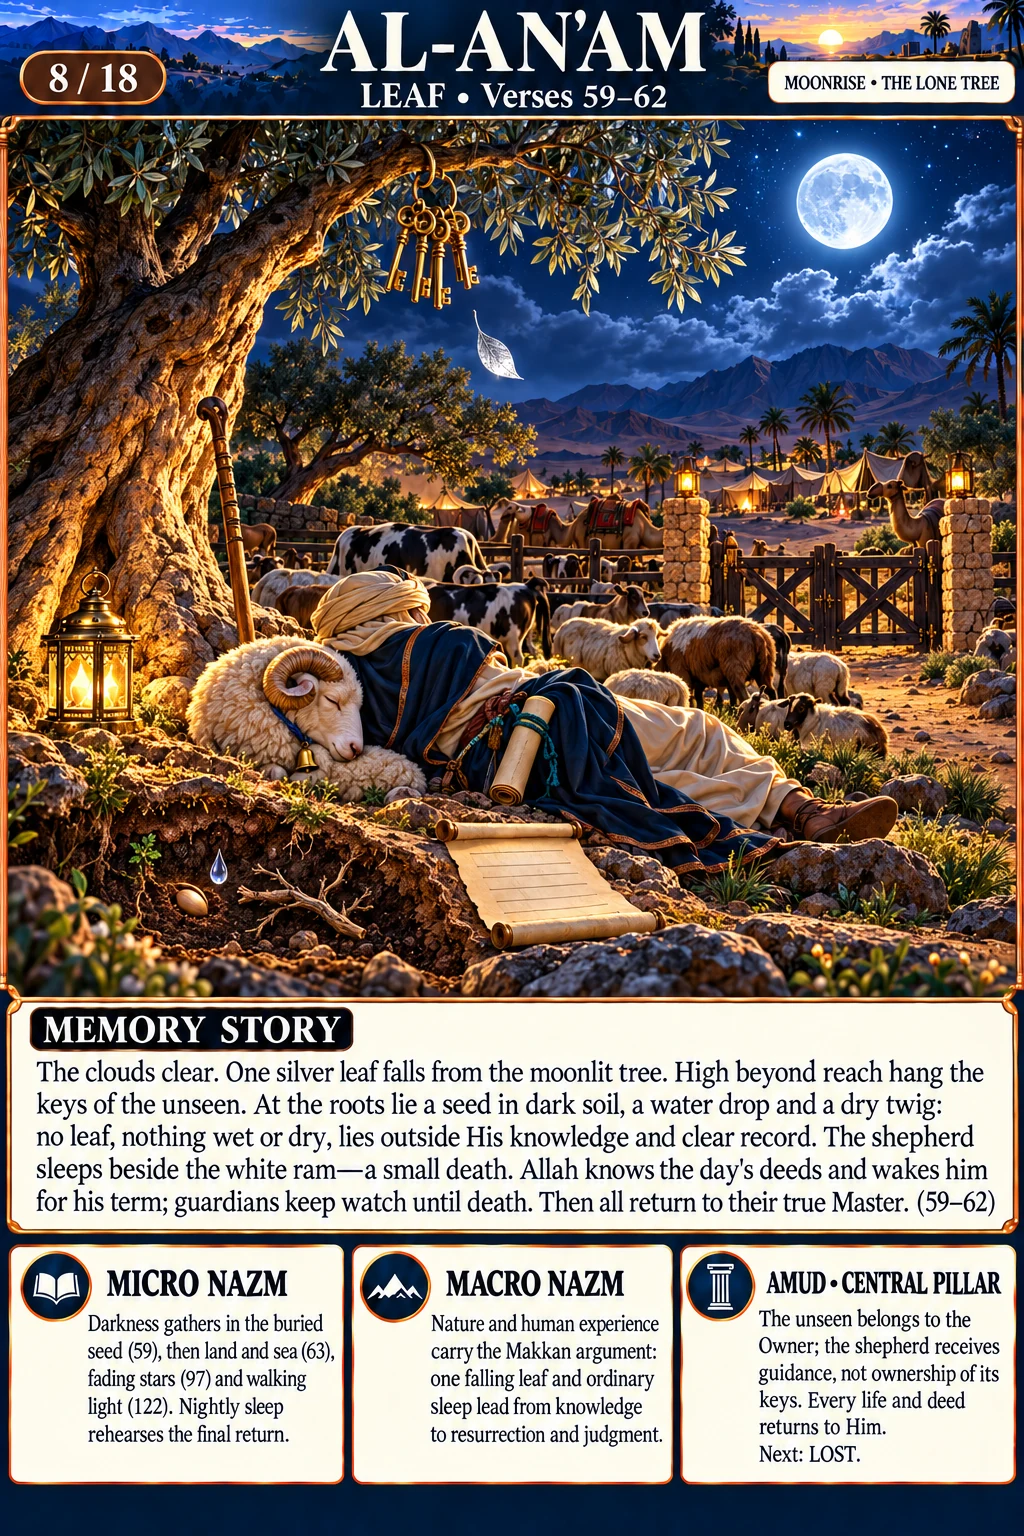 AL-AN'AM
8 / 18
LEAF • Verses 59–62
MOONRISE • THE LONE TREE
MEMORY STORY
The clouds clear. One silver leaf falls from the moonlit tree. High beyond reach hang the
keys of the unseen. At the roots lie a seed in dark soil, a water drop and a dry twig:
no leaf, nothing wet or dry, lies outside His knowledge and clear record. The shepherd
sleeps beside the white ram—a small death. Allah knows the day's deeds and wakes him
for his term; guardians keep watch until death. Then all return to their true Master. (59–62)
MICRO NAZM
Darkness gathers in the buried
seed (59), then land and sea (63),
fading stars (97) and walking
light (122). Nightly sleep
rehearses the final return.
MACRO NAZM
Nature and human experience
carry the Makkan argument:
one falling leaf and ordinary
sleep lead from knowledge
to resurrection and judgment.
AMUD • CENTRAL PILLAR
The unseen belongs to the
Owner; the shepherd receives
guidance, not ownership of its
keys. Every life and deed
returns to Him.
Next: LOST.